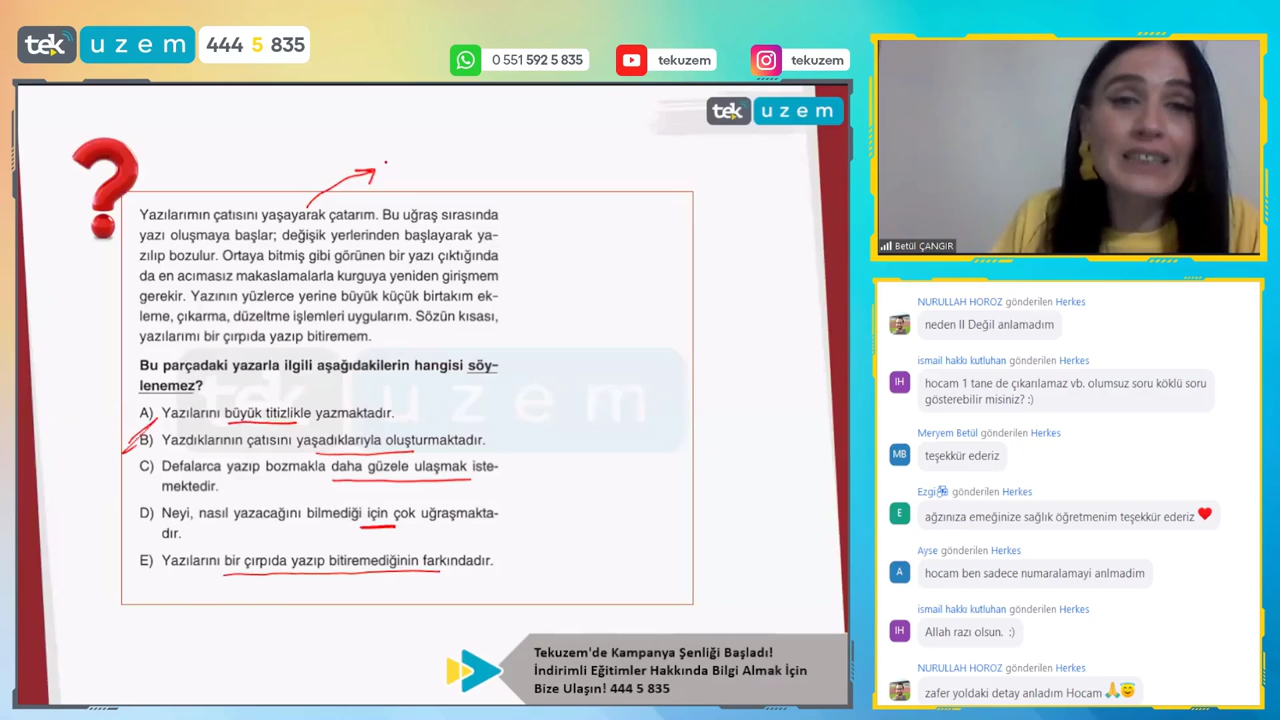 tek
uzem
444 5 835
0 551 592 5 835
tekuzem
tekuzem
tek
uzem
Yazılarımın çatısını yaşayarak çatarım. Bu uğraş sırasında
yazı oluşmaya başlar; değişik yerlerinden başlayarak ya-
zılıp bozulur. Ortaya bitmiş gibi görünen bir yazı çıktığında
da en acımasız makaslamalarla kurguya yeniden girişmem
gerekir. Yazının yüzlerce yerine büyük küçük birtakım ek-
leme, çıkarma, düzeltme işlemleri uygularım. Sözün kısası,
yazılarımı bir çırpıda yazıp bitiremem.
Bu parçadaki yazarla ilgili aşağıdakilerin hangisi söy-
lenemez?
A) Yazılarını büyük titizlikle yazmaktadır.
B) Yazdıklarının çatısını yaşadıklarıyla oluşturmaktadır.
C) Defalarca yazıp bozmakla daha güzele ulaşmak iste-
mektedir.
D) Neyi, nasıl yazacağını bilmediği için çok uğraşmakta-
dır.
E) Yazılarını bir çırpıda yazıp bitiremediğinin farkındadır.
tek uzem
Tekuzem'de Kampanya Şenliği Başladı!
İndirimli Eğitimler Hakkında Bilgi Almak İçin
Bize Ulaşın! 444 5 835
Betül ÇANGIR
NURULLAH HOROZ gönderilen Herkes
neden II Değil anlamadım
ismail hakkı kutluhan gönderilen Herkes
IH
hocam 1 tane de çıkarılamaz vb. olumsuz soru köklü soru
gösterebilir misiniz? :)
Meryem Betül gönderilen Herkes
MB
teşekkür ederiz
Ezgi gönderilen Herkes
E
ağzınıza emeğinize sağlık öğretmenim teşekkür ederiz ❤️
Ayse gönderilen Herkes
A
hocam ben sadece numaralamayi anlmadim
ismail hakkı kutluhan gönderilen Herkes
IH
Allah razı olsun. :)
NURULLAH HOROZ gönderilen Herkes
zafer yoldaki detay anladım Hocam 🙏😇